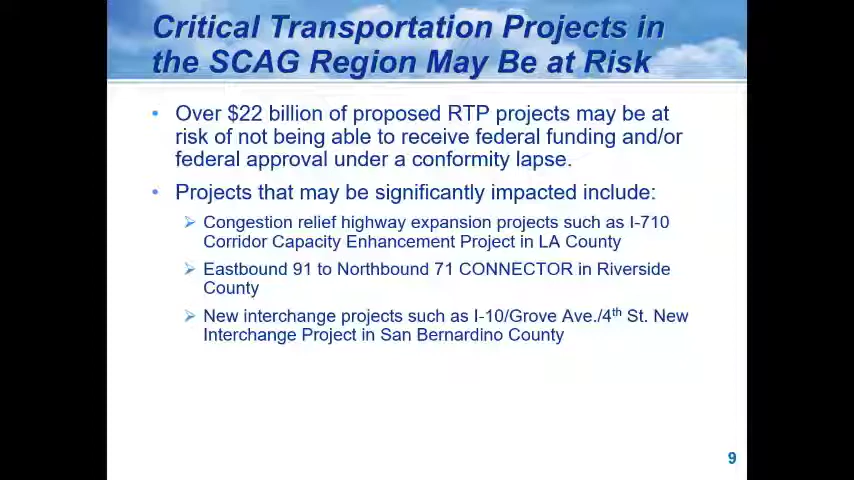 Critical Transportation Projects in
the SCAG Region May Be at Risk
• Over $22 billion of proposed RTP projects may be at
risk of not being able to receive federal funding and/or
federal approval under a conformity lapse.
• Projects that may be significantly impacted include:
➢ Congestion relief highway expansion projects such as I-710
Corridor Capacity Enhancement Project in LA County
➢ Eastbound 91 to Northbound 71 CONNECTOR in Riverside
County
➢ New interchange projects such as I-10/Grove Ave./4th St. New
Interchange Project in San Bernardino County
9